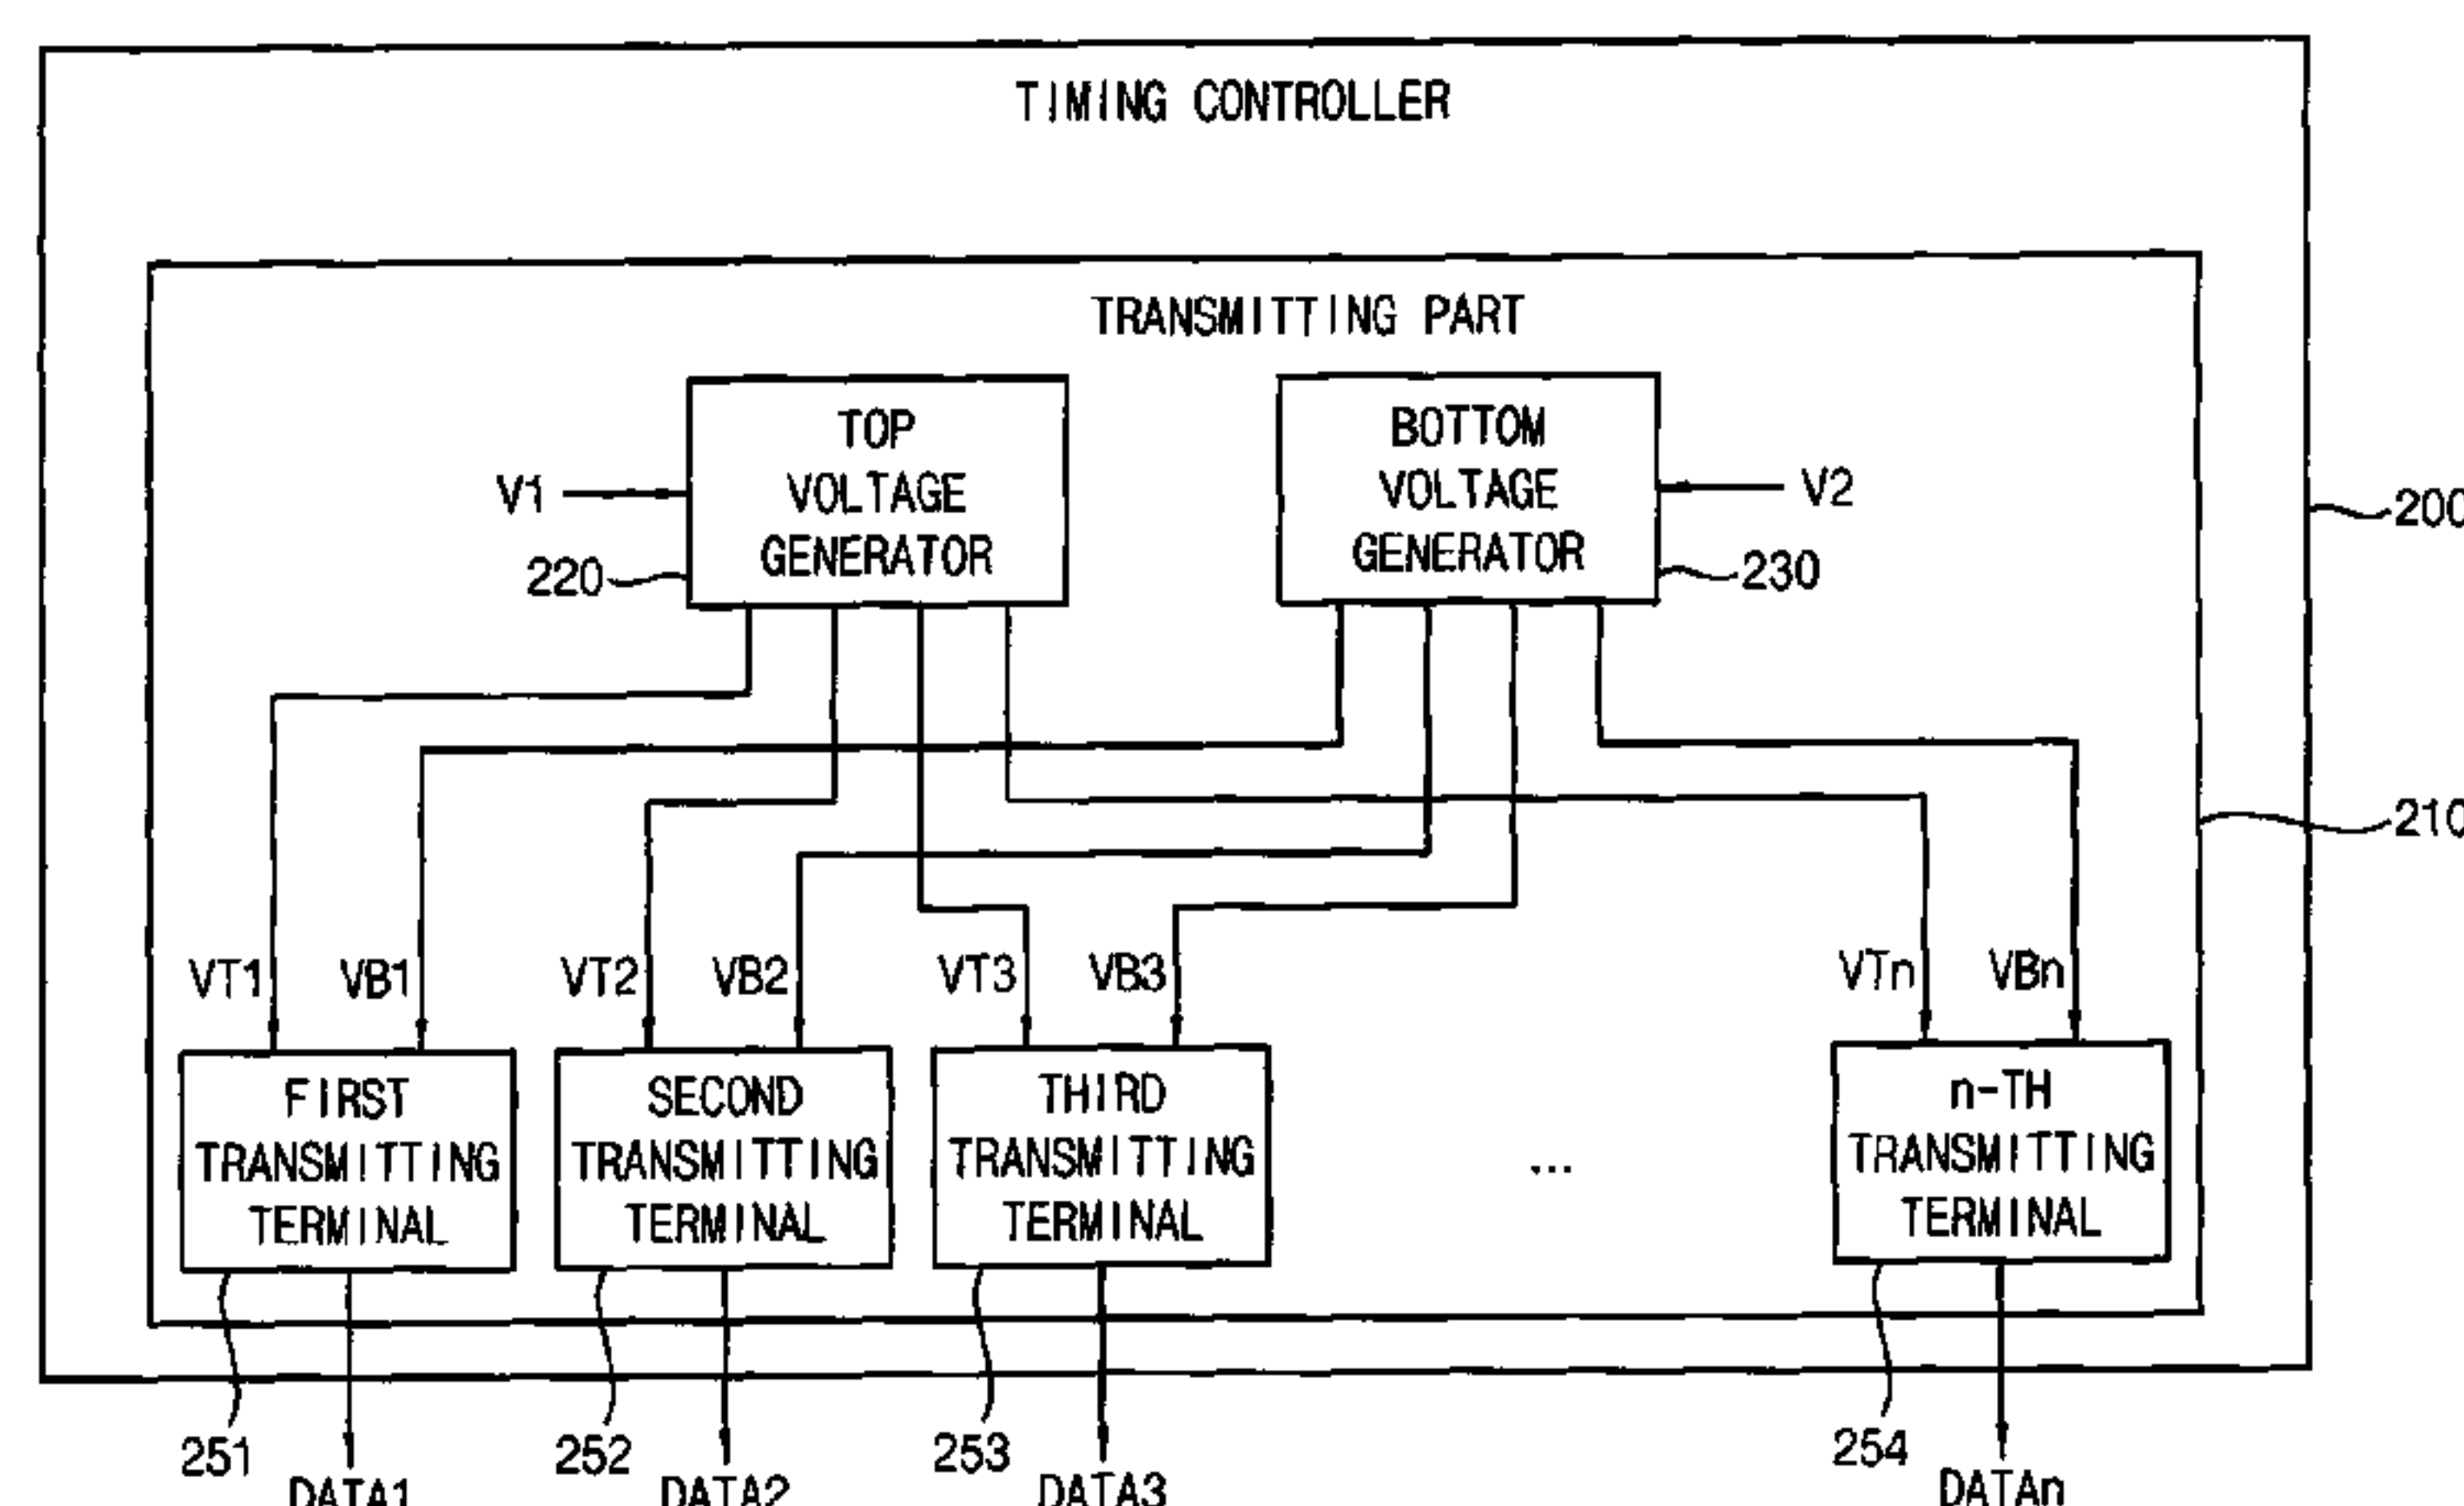 TIMING CONTROLLER
TRANSMITTING PART
TOP
VOLTAGE
GENERATOR
BOTTOM
VOLTAGE
GENERATOR
V1
V2
220
230
200
210
VT1
VB1
VT2
VB2
VT3
VB3
VTn
VBn
FIRST
TRANSMITTING
TERMINAL
SECOND
TRANSMITTING
TERMINAL
THIRD
TRANSMITTING
TERMINAL
...
n-TH
TRANSMITTING
TERMINAL
251
DATA1
252
DATA2
253
DATA3
254
DATAn